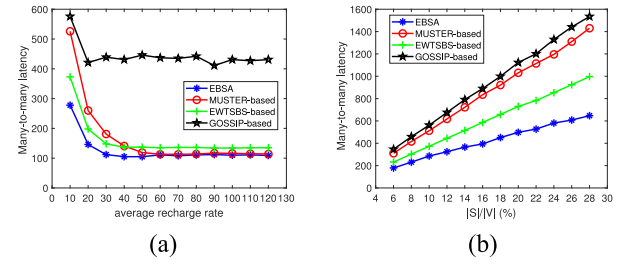 600
500
400
300
200
100
0
Many-to-many latency
EBSA
MUSTER-based
EWTSBS-based
GOSSIP-based
0 10 20 30 40 50 60 70 80 90 100 110 120 130
average recharge rate
(a)
1600
1400
1200
1000
800
600
400
200
0
Many-to-many latency
EBSA
MUSTER-based
EWTSBS-based
GOSSIP-based
4 6 8 10 12 14 16 18 20 22 24 26 28 30
|S|/|V| (%)
(b)